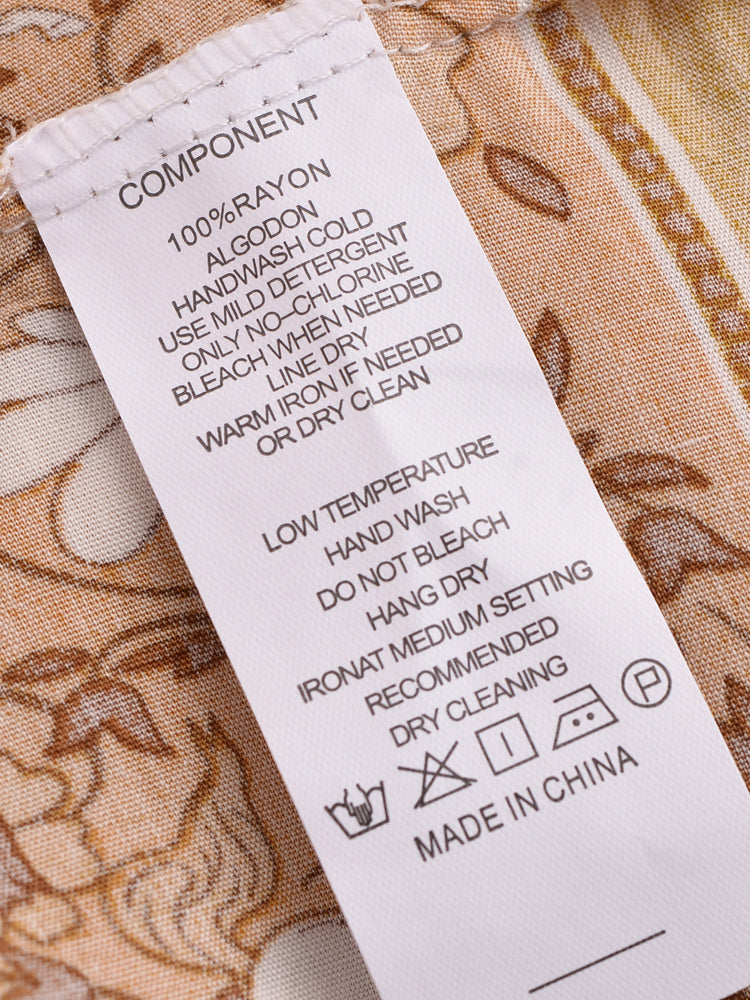 COMPONENT
100%RAYON
ALGODON
HANDWASH COLD
USE MILD DETERGENT
ONLY NO-CHLORINE
BLEACH WHEN NEEDED
LINE DRY
WARM IRON IF NEEDED
OR DRY CLEAN
LOW TEMPERATURE
HAND WASH
DO NOT BLEACH
HANG DRY
IRONAT MEDIUM SETTING
RECOMMENDED
DRY CLEANING
P
MADE IN CHINA